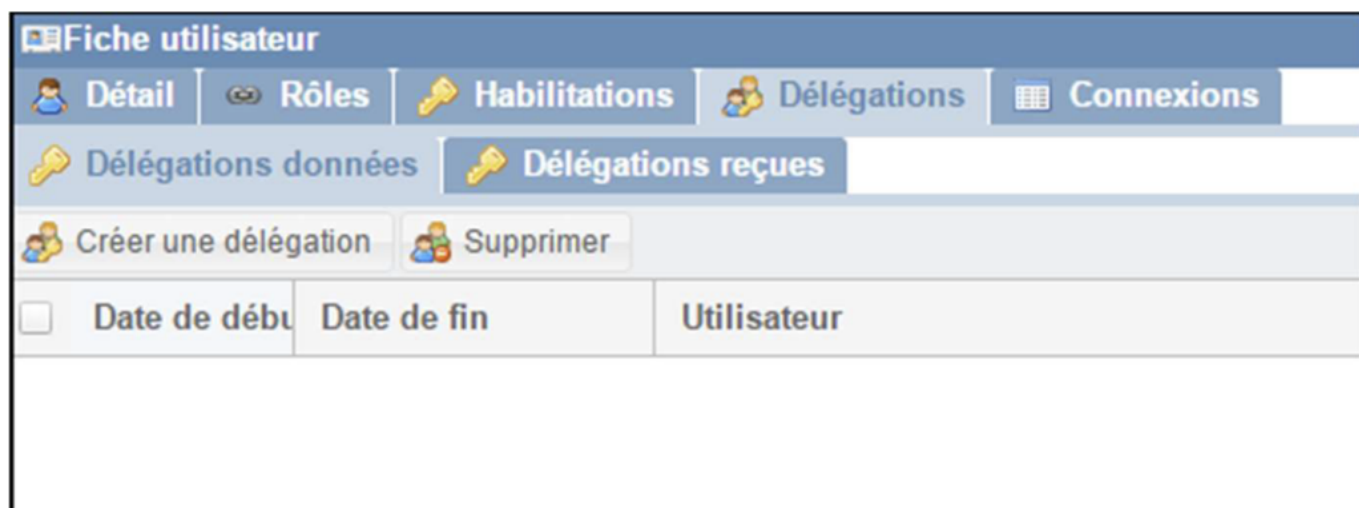 Fiche utilisateur
Détail Rôles Habilitations Délégations Connexions
Délégations données Délégations reçues
Créer une délégation Supprimer
Date de débu Date de fin Utilisateur